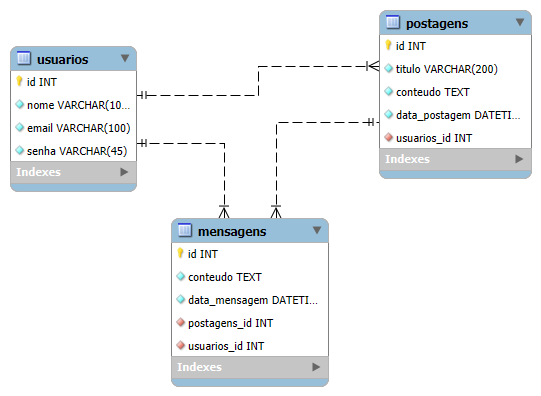 usuarios
id INT
nome VARCHAR(10...
email VARCHAR(100)
senha VARCHAR(45)
Indexes
postagens
id INT
titulo VARCHAR(200)
conteudo TEXT
data_postagem DATETI...
usuarios_id INT
Indexes
mensagens
id INT
conteudo TEXT
data_mensagem DATETI...
postagens_id INT
usuarios_id INT
Indexes